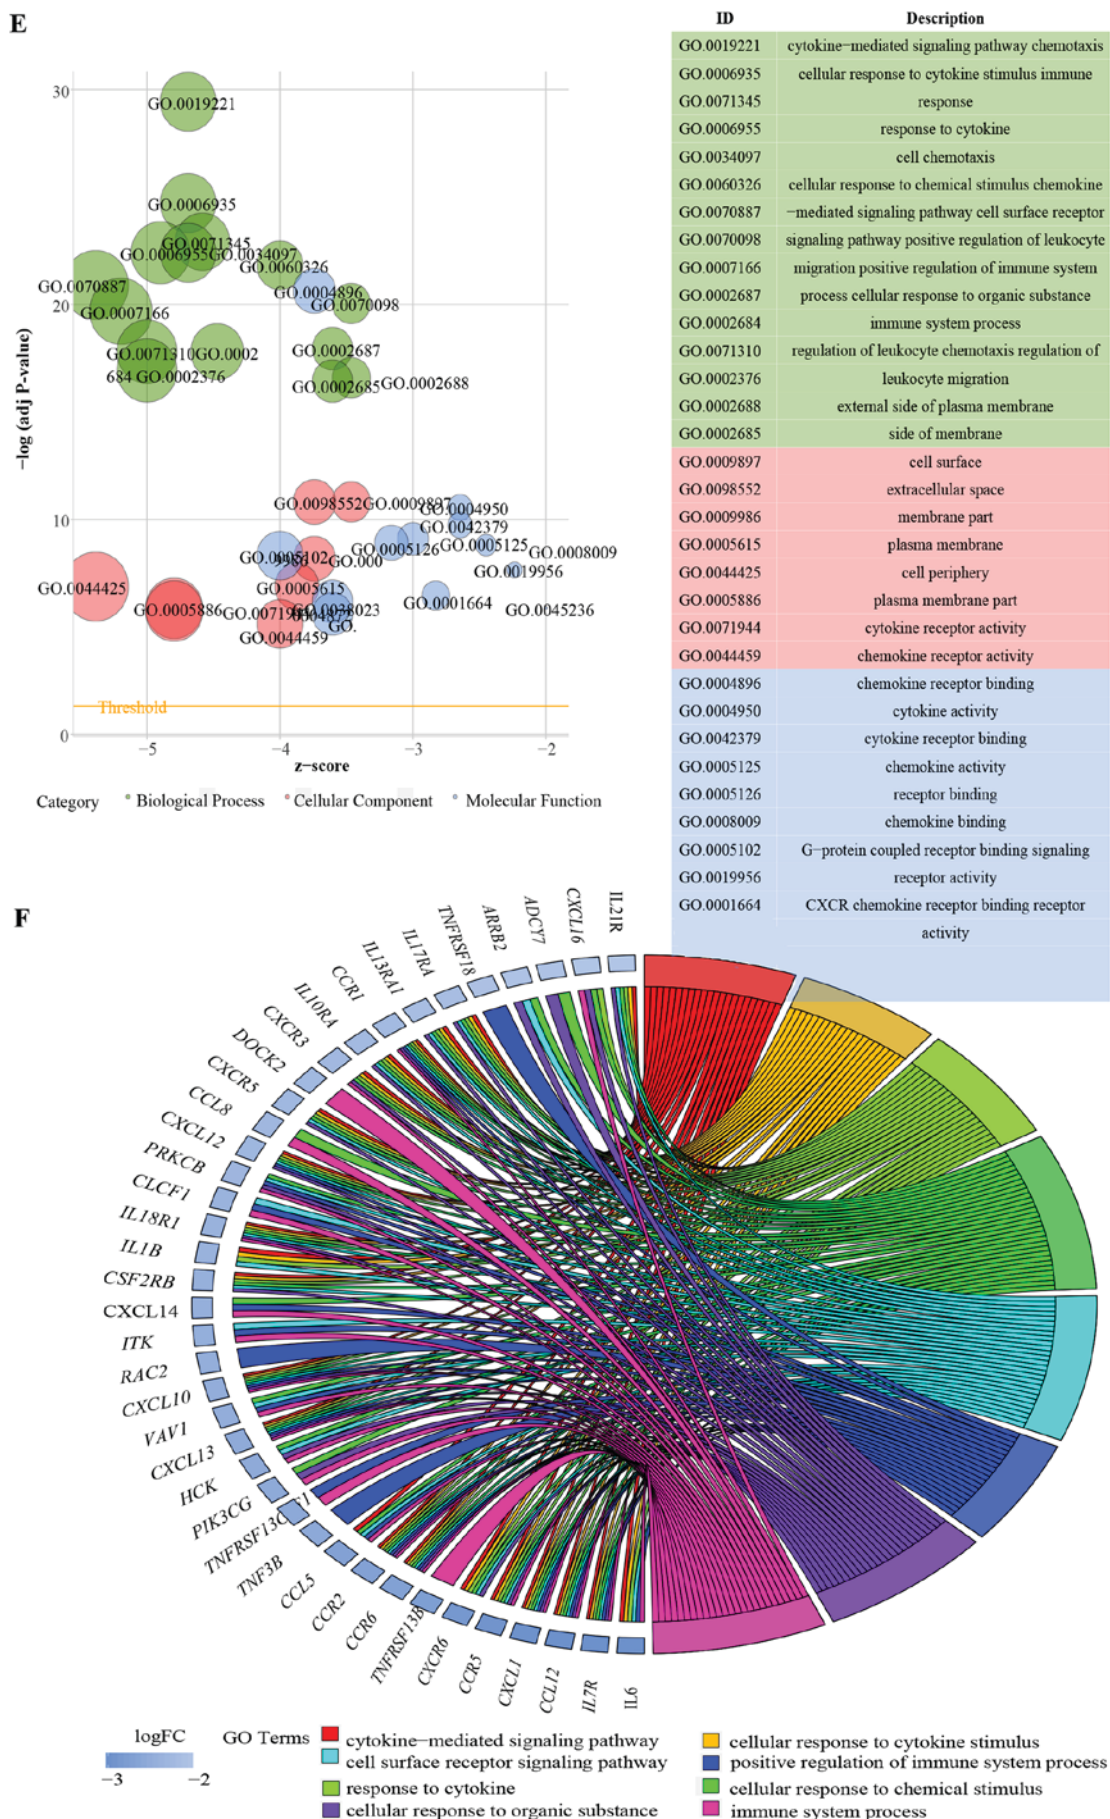 E
ID Description
GO.0019221 cytokine−mediated signaling pathway chemotaxis
GO.0006935 cellular response to cytokine stimulus immune
GO.0071345 response
GO.0006955 response to cytokine
GO.0034097 cell chemotaxis
GO.0060326 cellular response to chemical stimulus chemokine
GO.0070887 −mediated signaling pathway cell surface receptor
GO.0070098 signaling pathway positive regulation of leukocyte
GO.0007166 migration positive regulation of immune system
GO.0002687 process cellular response to organic substance
GO.0002684 immune system process
GO.0071310 regulation of leukocyte chemotaxis regulation of
GO.0002376 leukocyte migration
GO.0002688 external side of plasma membrane
GO.0002685 side of membrane
GO.0009897 cell surface
GO.0098552 extracellular space
GO.0009986 membrane part
GO.0005615 plasma membrane
GO.0044425 cell periphery
GO.0005886 plasma membrane part
GO.0071944 cytokine receptor activity
GO.0044459 chemokine receptor activity
GO.0004896 chemokine receptor binding
GO.0004950 cytokine activity
GO.0042379 cytokine receptor binding
GO.0005125 chemokine activity
GO.0005126 receptor binding
GO.0008009 chemokine binding
GO.0005102 G−protein coupled receptor binding signaling
GO.0019956 receptor activity
GO.0001664 CXCR chemokine receptor binding receptor
activity
−log (adj P-value)
30
20
10
0
GO.0019221
GO.0006935
GO.0071345
GO.0006955 GO.0034097
GO.0060326
GO.0070887
GO.0004896
GO.0070098
GO.0007166
GO.0071310 GO.0002
GO.0002687
684 GO.0002376
GO.0002685 GO.0002688
GO.0098552 GO.0009897
GO.0004950
GO.0042379
GO.0005126 GO.0005125
GO.0008009
GO.0005102
9986 GO.000
GO.0019956
GO.0044425
GO.0005615
GO.0001664
GO.0045236
GO.0005886
GO.0038023
GO.
GO.0044459
Threshold
−5 −4 −3 −2
z−score
Category Biological Process Cellular Component Molecular Function
F
IL21R
CXCL16
ADCY7
ARRB2
TNFRSF18
IL17RA
IL13RA1
CCR1
IL10RA
CXCR3
DOCK2
CXCR5
CCL8
CXCL12
PRKCB
CLCF1
IL18R1
IL1B
CSF2RB
CXCL14
ITK
RAC2
CXCL10
VAV1
CXCL13
HCK
PIK3CG
TNF3B
CCL5
CCR2
CCR6
TNFRSF13B
CXCR6
CCR5
CXCL1
CCL12
IL7R
IL6
logFC
−3 −2
GO Terms
cytokine−mediated signaling pathway
cell surface receptor signaling pathway
response to cytokine
cellular response to organic substance
cellular response to cytokine stimulus
positive regulation of immune system process
cellular response to chemical stimulus
immune system process